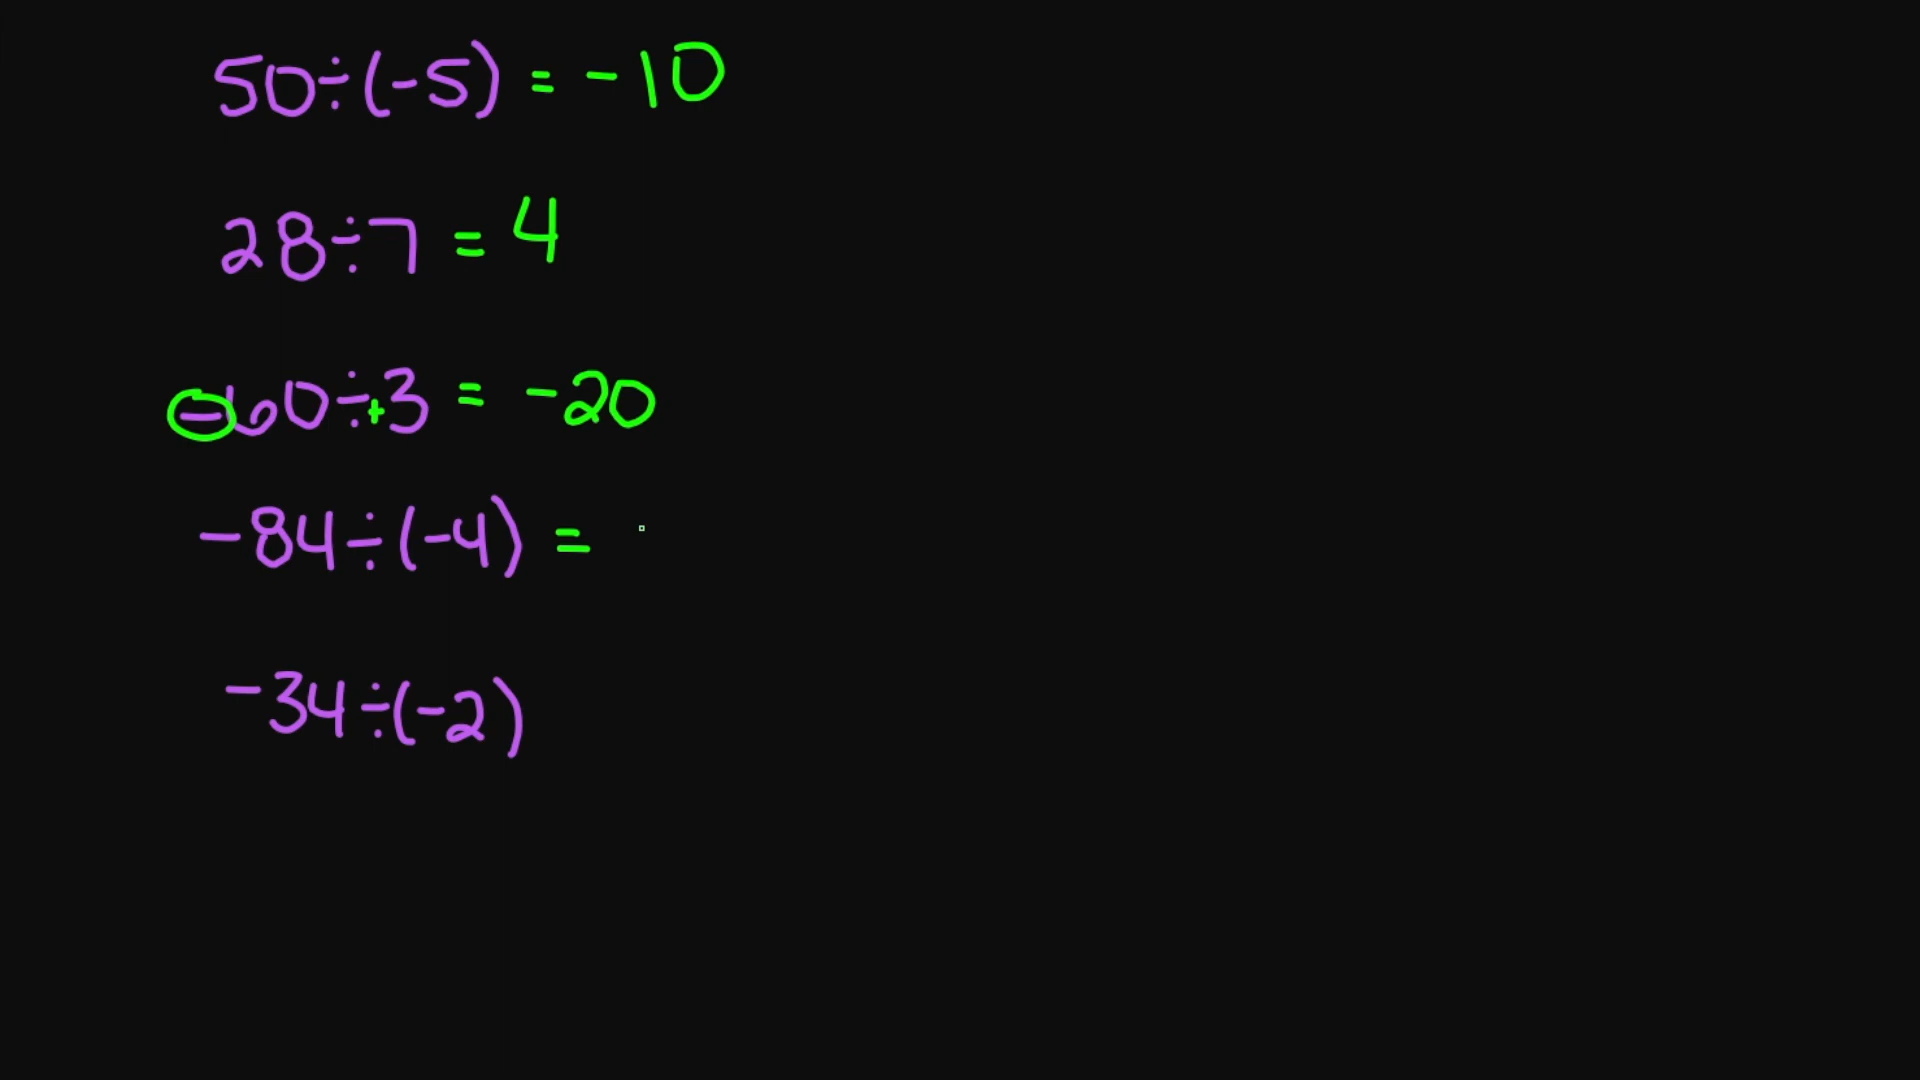 50÷(-5) = -10
28÷7 = 4
-60÷+3 = -20
-84÷(-4) =
-34÷(-2)